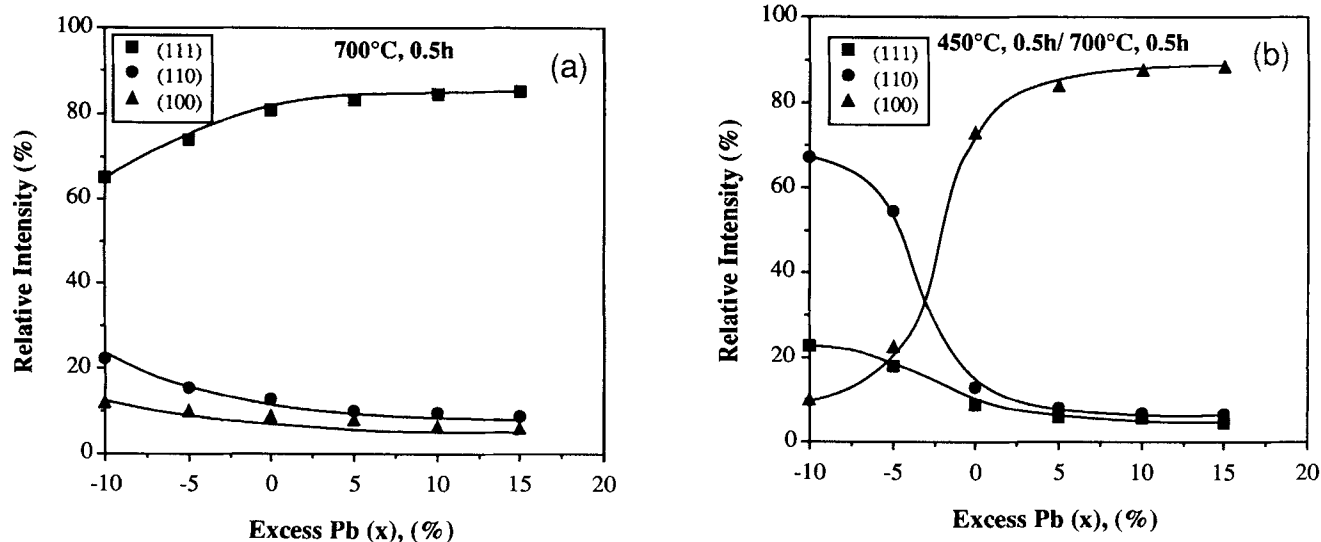 100
80
60
40
20
0
Relative Intensity (%)
(111)
(110)
(100)
700°C, 0.5h
(a)
-10 -5 0 5 10 15 20
Excess Pb (x), (%)
100
80
60
40
20
0
Relative Intensity (%)
(111)
(110)
(100)
450°C, 0.5h/ 700°C, 0.5h
(b)
-10 -5 0 5 10 15 20
Excess Pb (x), (%)